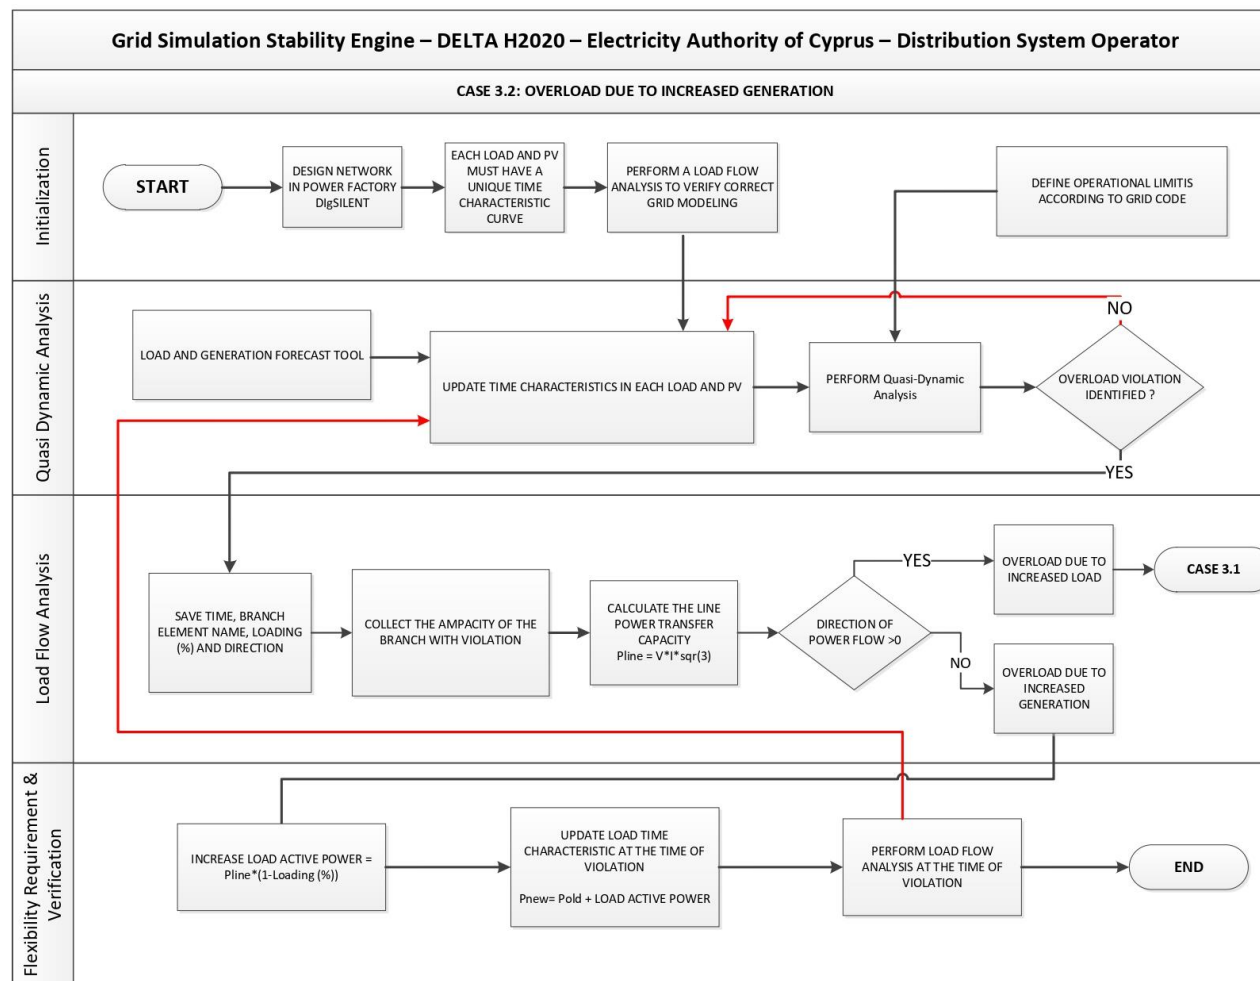 Grid Simulation Stability Engine – DELTA H2020 – Electricity Authority of Cyprus – Distribution System Operator
CASE 3.2: OVERLOAD DUE TO INCREASED GENERATION
Initialization
START
DESIGN NETWORK
IN POWER FACTORY
DIgSILENT
EACH LOAD AND PV
MUST HAVE A
UNIQUE TIME
CHARACTERISTIC
CURVE
PERFORM A LOAD FLOW
ANALYSIS TO VERIFY CORRECT
GRID MODELING
DEFINE OPERATIONAL LIMITIS
ACCORDING TO GRID CODE
Quasi Dynamic Analysis
LOAD AND GENERATION FORECAST TOOL
UPDATE TIME CHARACTERISTICS IN EACH LOAD AND PV
PERFORM Quasi-Dynamic
Analysis
NO
OVERLOAD VIOLATION
IDENTIFIED ?
YES
Load Flow Analysis
SAVE TIME, BRANCH
ELEMENT NAME, LOADING
(%) AND DIRECTION
COLLECT THE AMPACITY OF THE
BRANCH WITH VIOLATION
CALCULATE THE LINE
POWER TRANSFER
CAPACITY
Pline = V*I*sqr(3)
DIRECTION OF
POWER FLOW >0
YES
OVERLOAD DUE TO
INCREASED LOAD
CASE 3.1
NO
OVERLOAD DUE TO
INCREASED
GENERATION
Flexibility Requirement &
Verification
INCREASE LOAD ACTIVE POWER =
Pline*(1-Loading (%))
UPDATE LOAD TIME
CHARACTERISTIC AT THE TIME OF
VIOLATION
Pnew= Pold + LOAD ACTIVE POWER
PERFORM LOAD FLOW
ANALYSIS AT THE TIME OF
VIOLATION
END